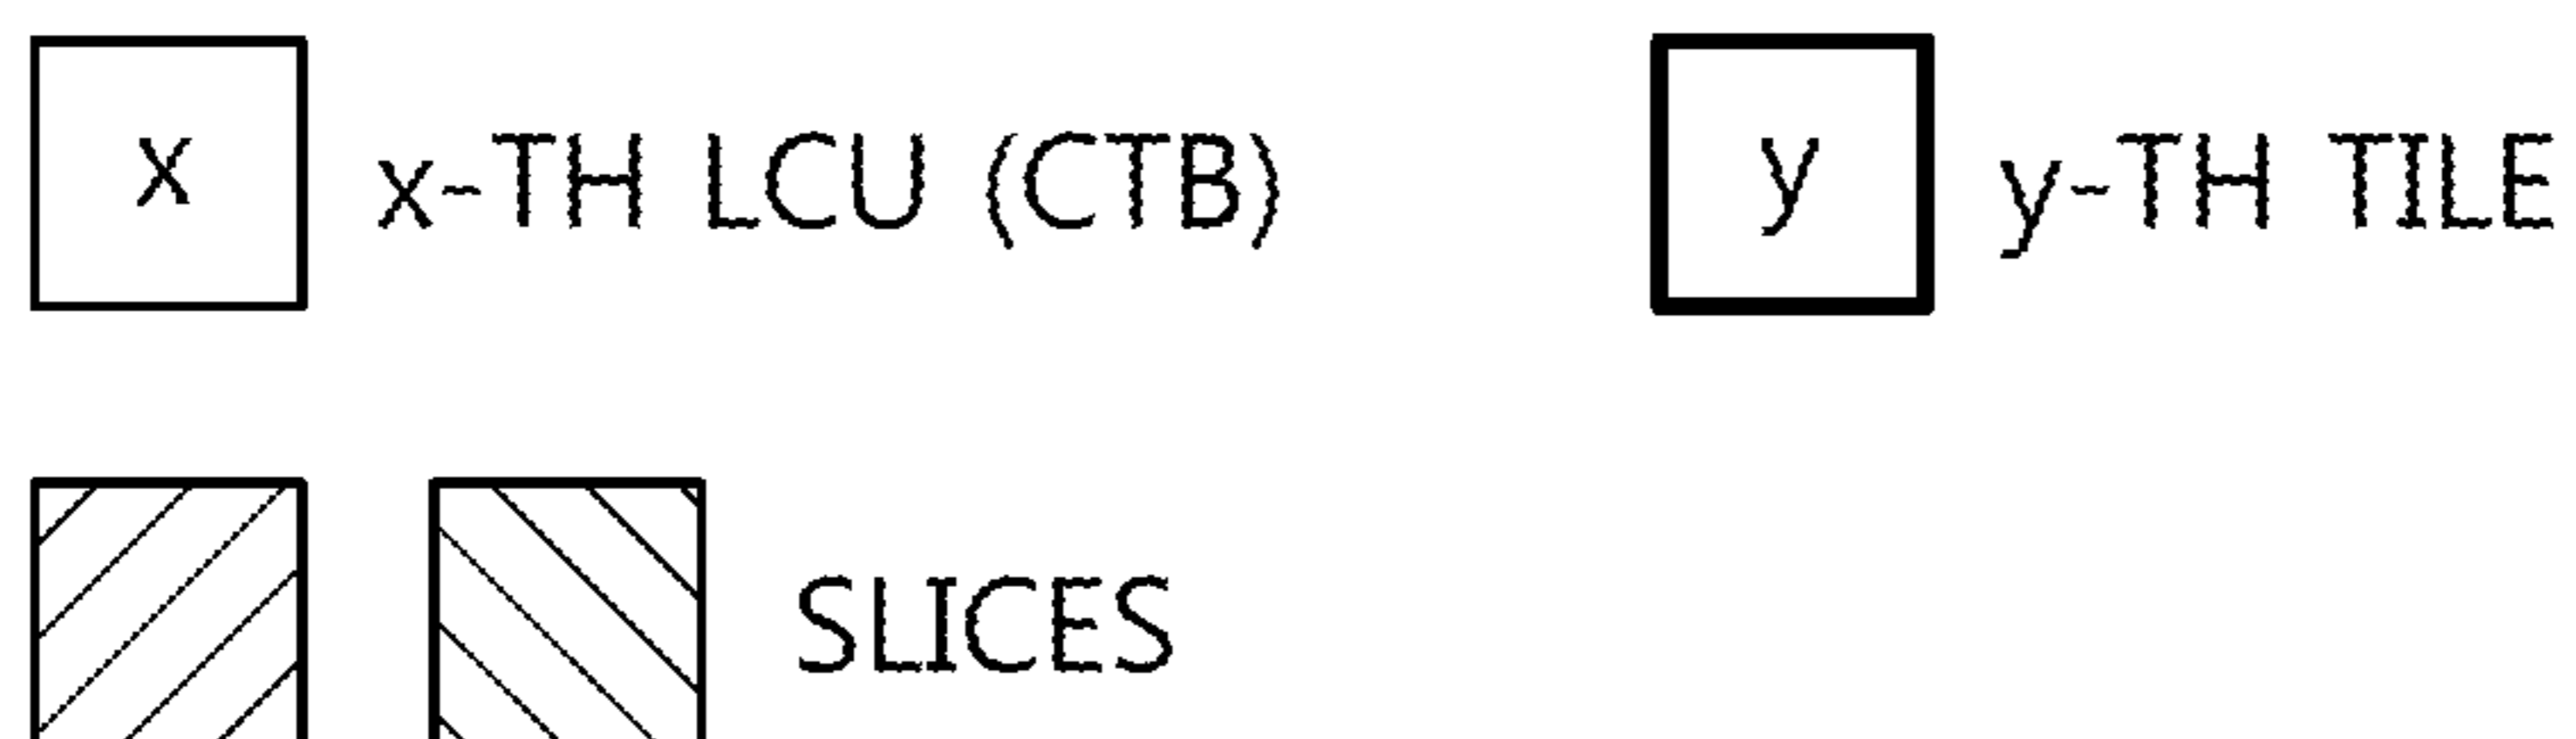 x x-TH LCU (CTB) y y-TH TILE
SLICES